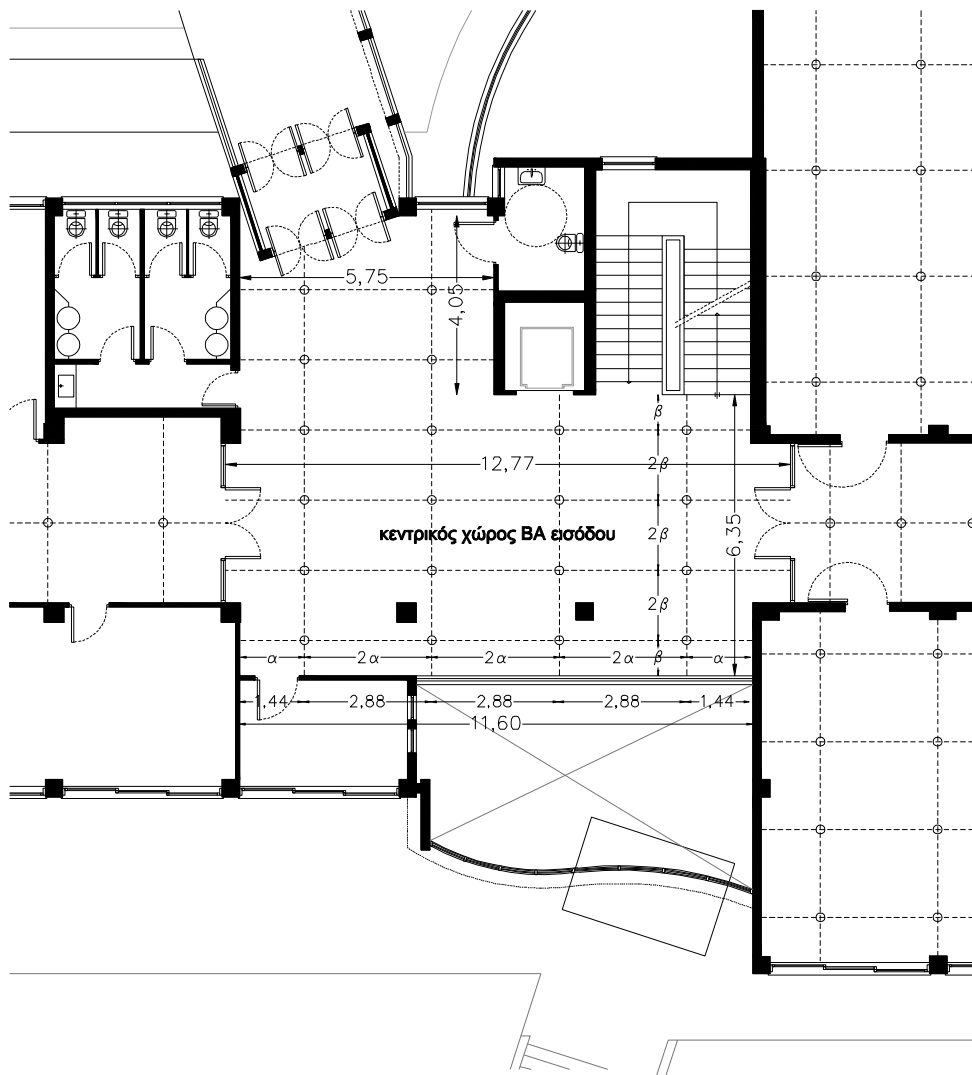 5,75
4,05
β
12,77
2β
6,35
κεντρικός χώρος ΒΑ εισόδου
2β
2β
α 2α 2α 2α β α
1,44 2,88 2,88 2,88 1,44
11,60